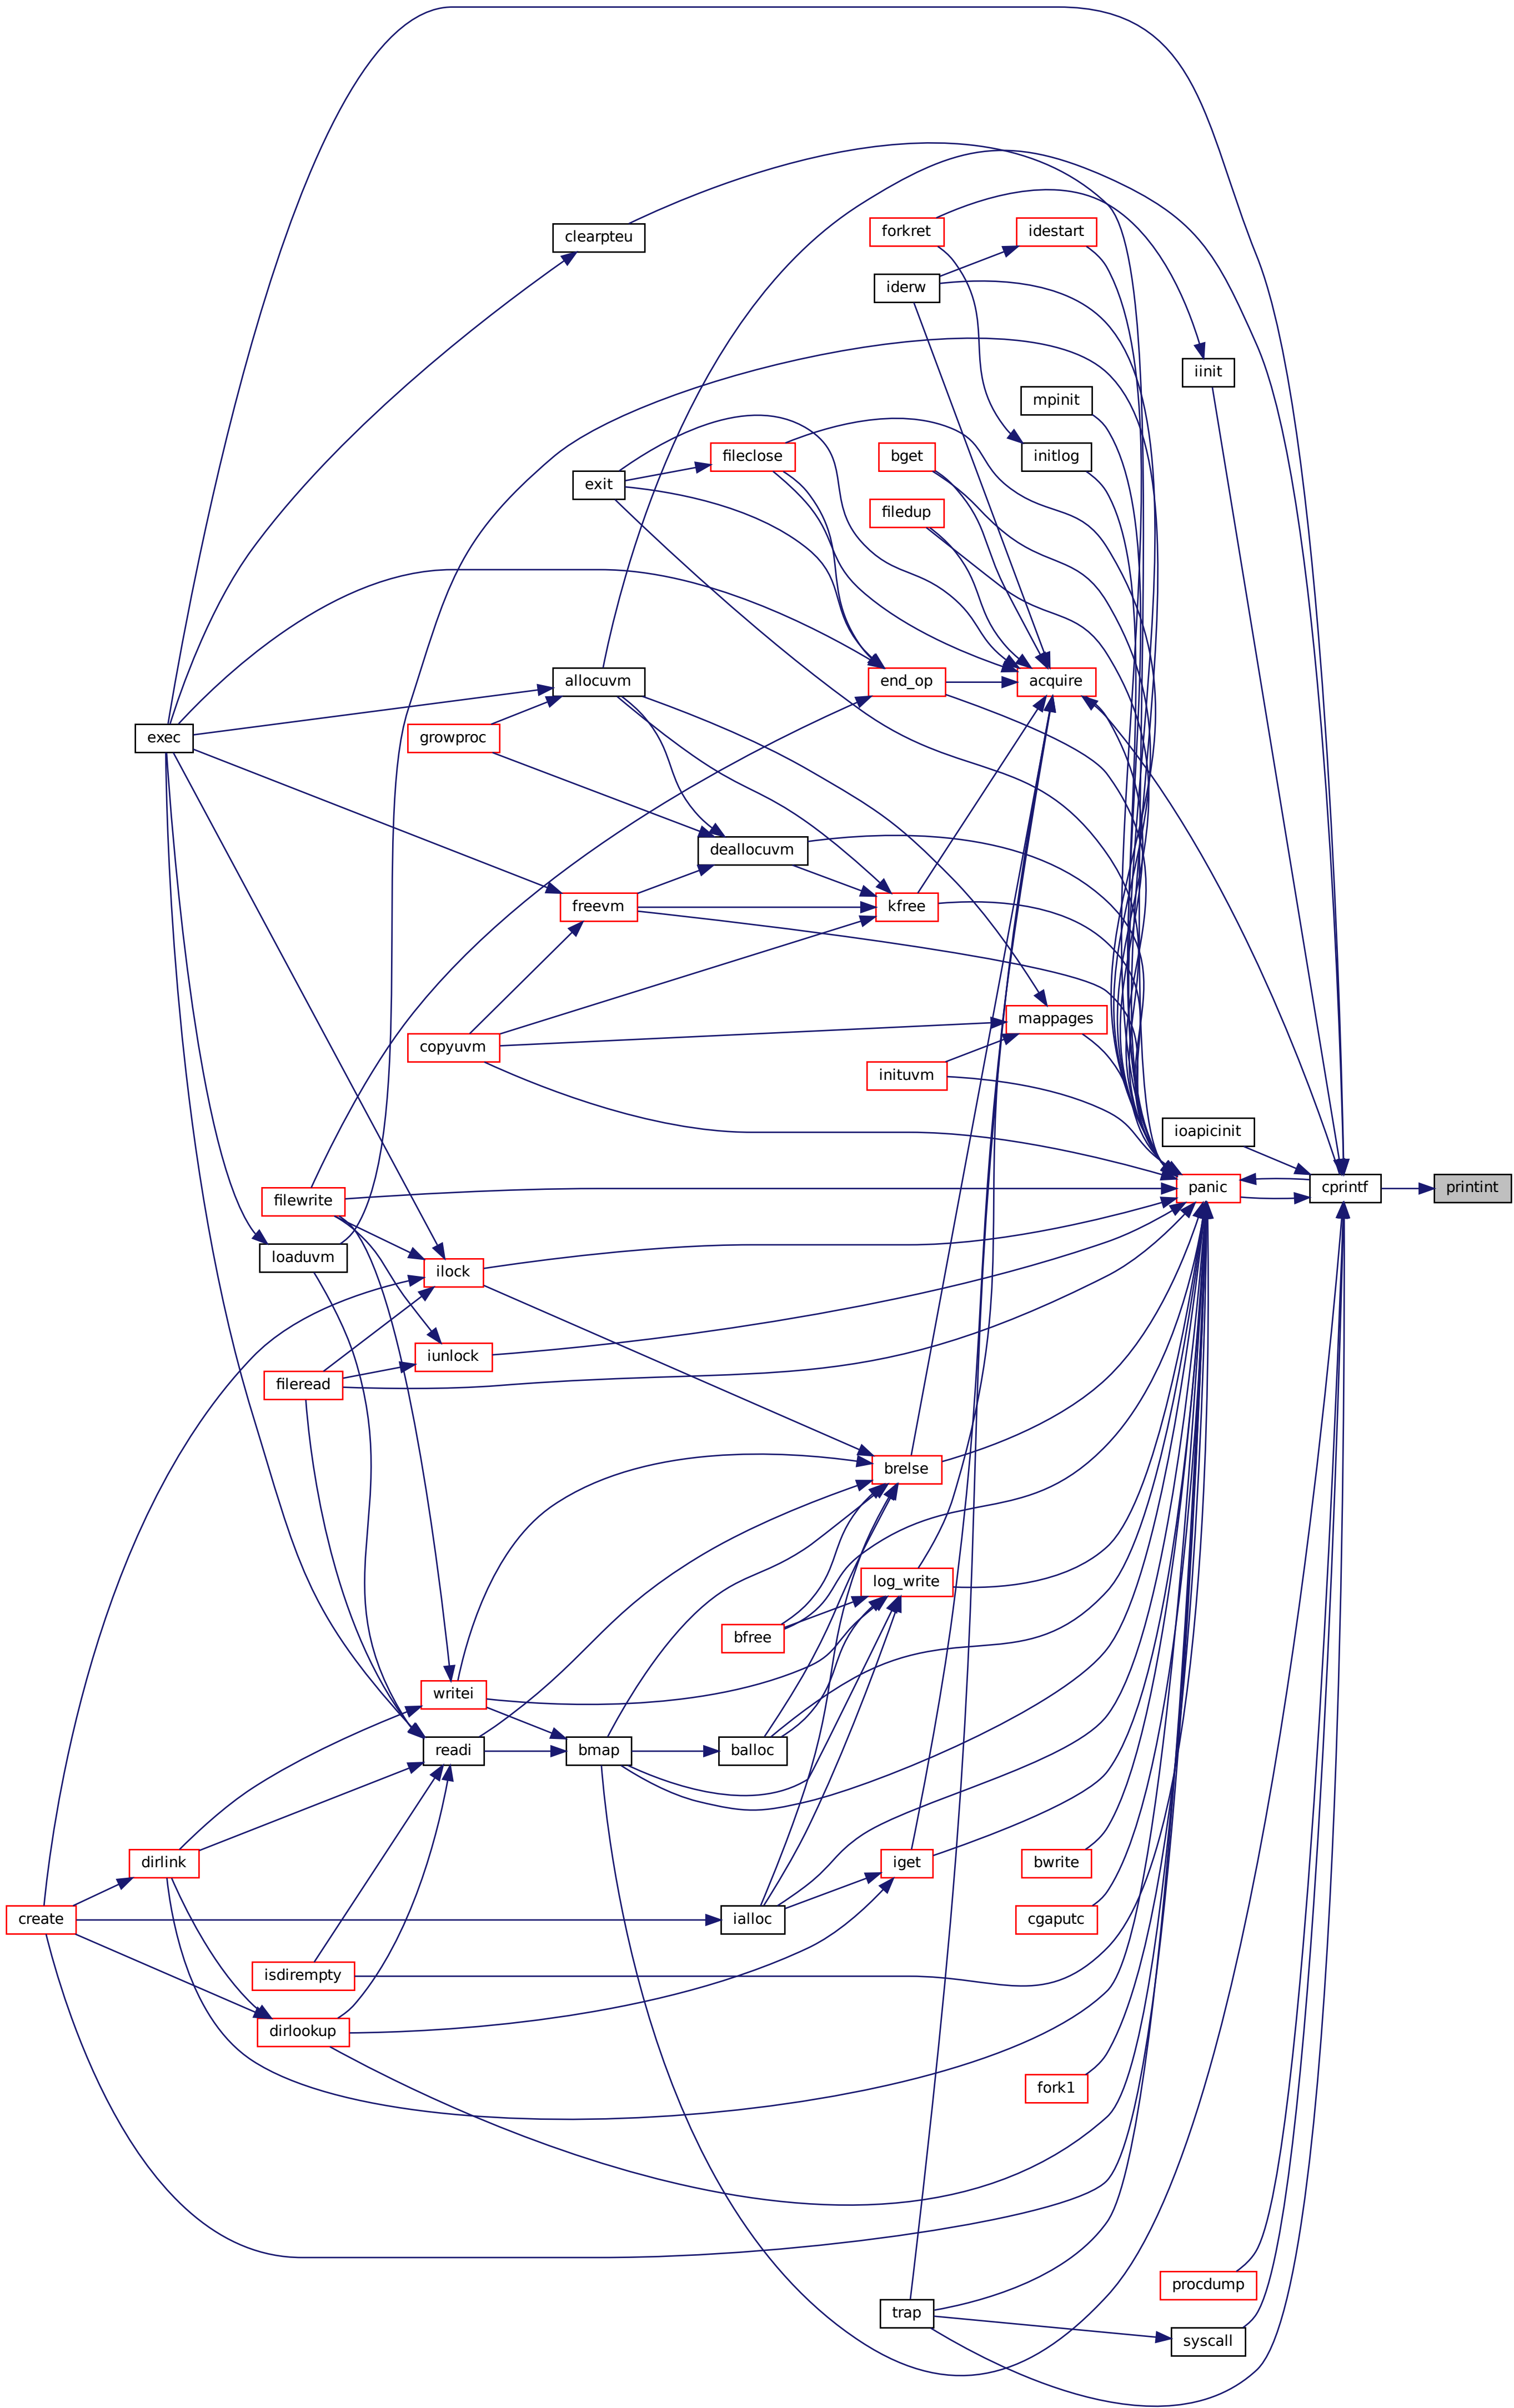 clearpteu
forkret
idestart
iderw
iinit
mpinit
initlog
fileclose
bget
exit
filedup
allocuvm
end_op
acquire
exec
growproc
deallocuvm
freevm
kfree
mappages
copyuvm
inituvm
ioapicinit
filewrite
panic
cprintf
printint
loaduvm
ilock
iunlock
fileread
brelse
log_write
bfree
writei
readi
bmap
balloc
dirlink
iget
bwrite
create
ialloc
cgaputc
isdirempty
dirlookup
fork1
procdump
trap
syscall